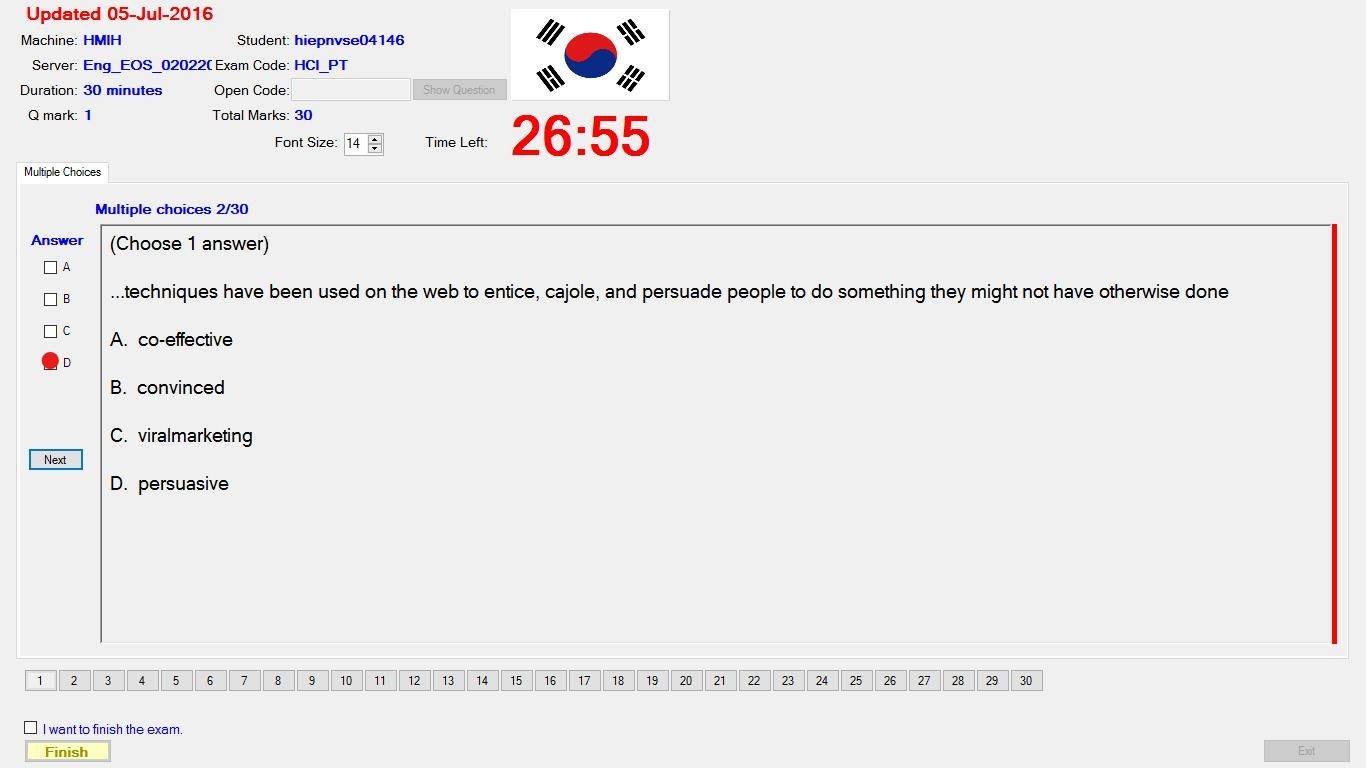 Updated 05-Jul-2016
Machine: HMIH Student: hiepnvse04146
Server: Eng_EOS_020220 Exam Code: HCI_PT
Duration: 30 minutes Open Code: Show Question
Q mark: 1 Total Marks: 30
Font Size: 14 Time Left: 26:55
Multiple Choices
Multiple choices 2/30
Answer
(Choose 1 answer)
A
...techniques have been used on the web to entice, cajole, and persuade people to do something they might not have otherwise done
B
C
A. co-effective
D
B. convinced
C. viralmarketing
Next
D. persuasive
1 2 3 4 5 6 7 8 9 10 11 12 13 14 15 16 17 18 19 20 21 22 23 24 25 26 27 28 29 30
I want to finish the exam.
Finish Exit